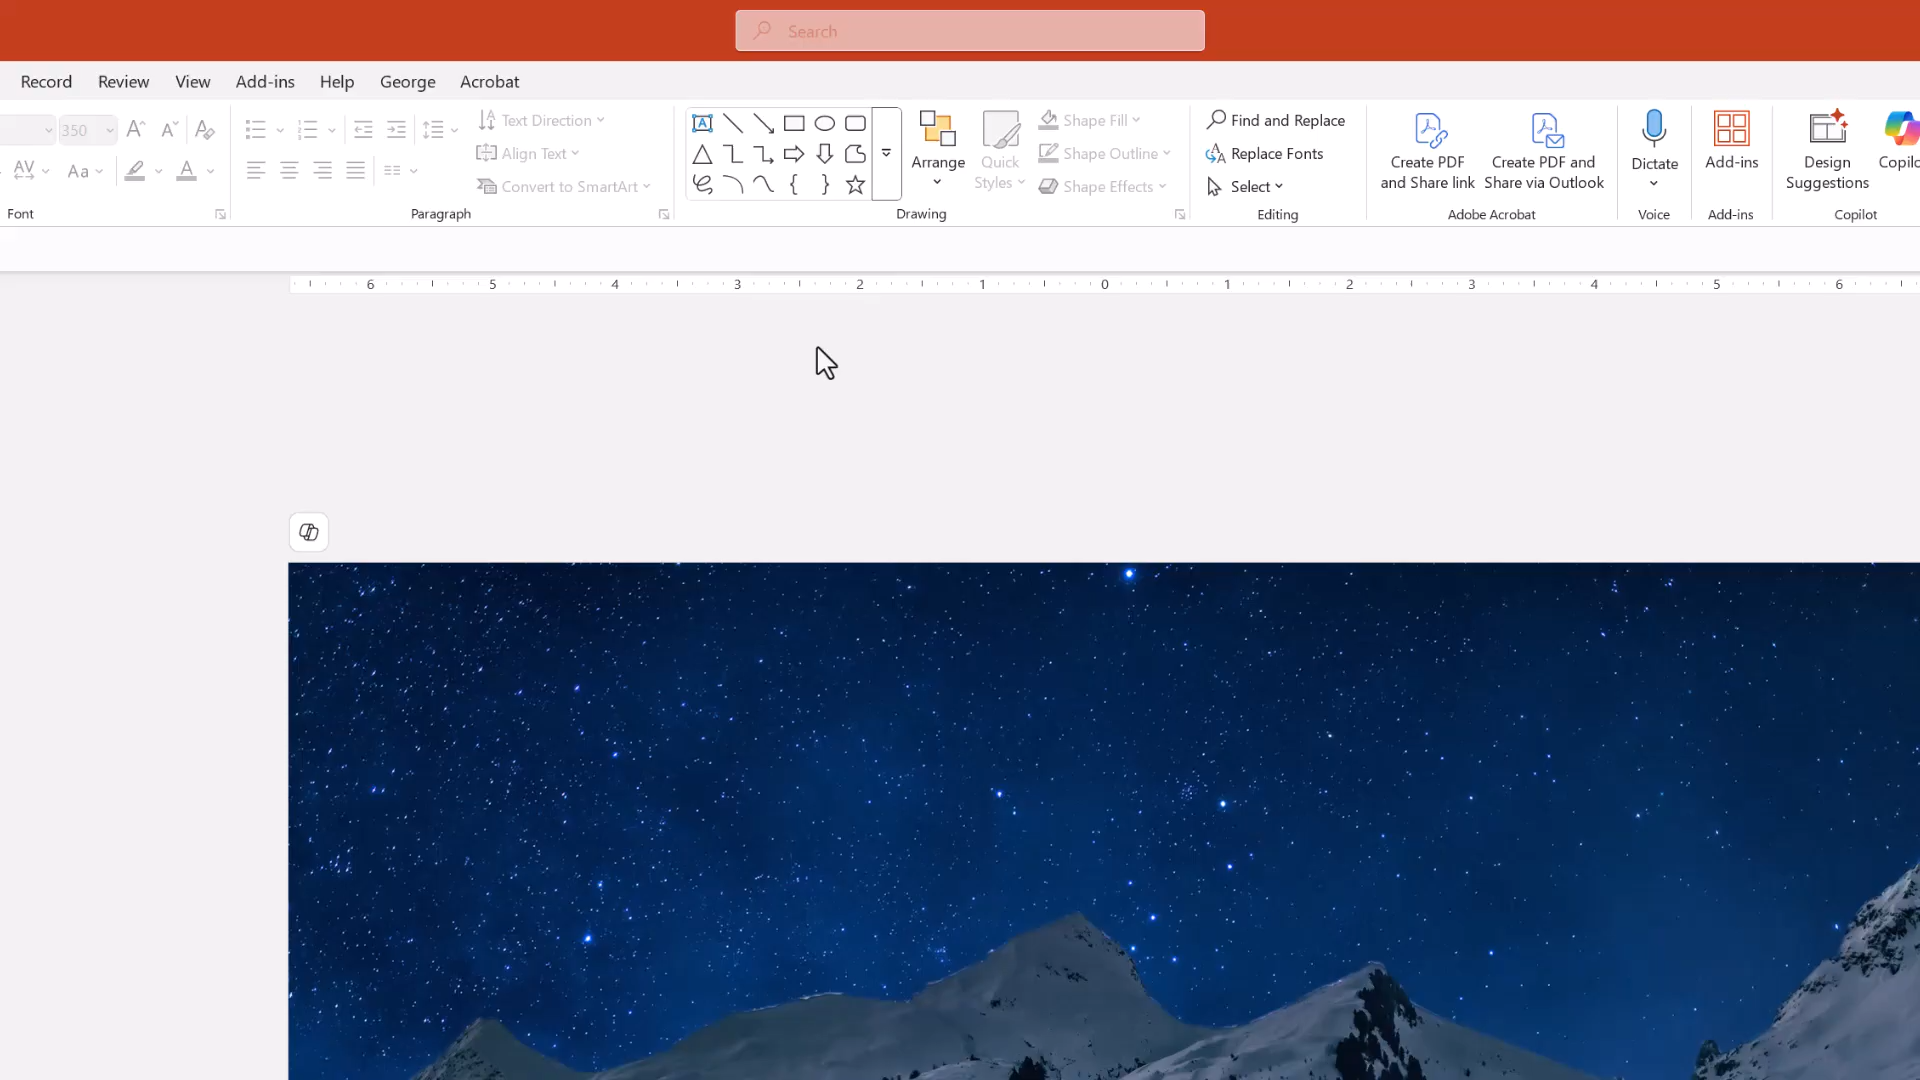 Search
Record Review View Add-ins Help George Acrobat
350 Text Direction Shape Fill Find and Replace
Align Text Shape Outline Replace Fonts
AV Aa A Convert to SmartArt Shape Effects Select
Arrange Quick Styles
Create PDF and Share link
Create PDF and Share via Outlook
Dictate Add-ins Design Suggestions
Font Paragraph Drawing Editing Adobe Acrobat Voice Add-ins Copilot
6 5 4 3 2 1 0 1 2 3 4 5 6